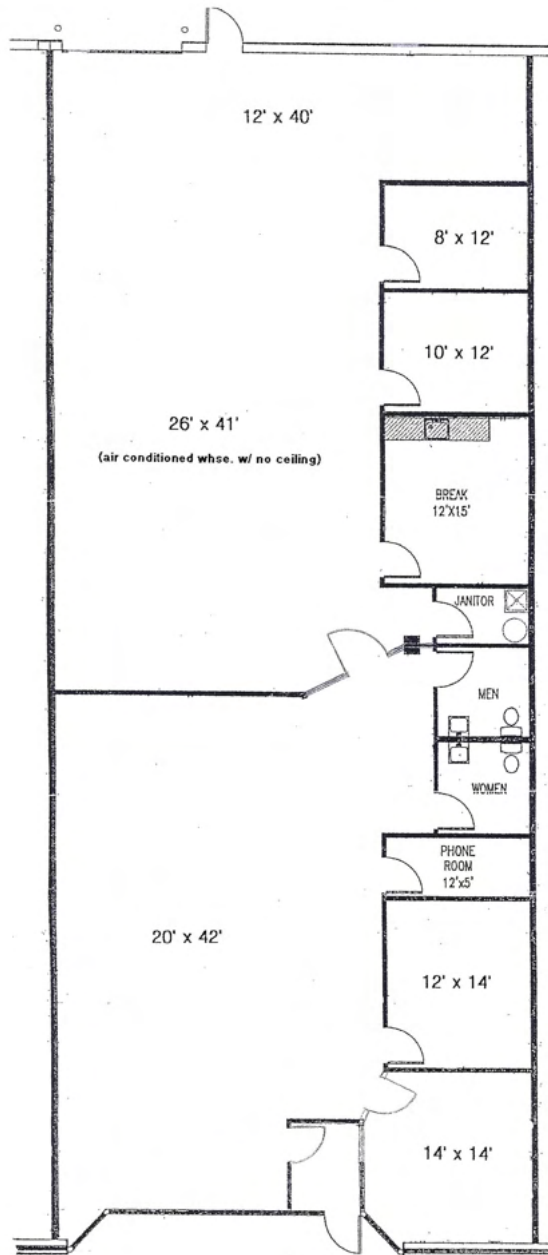 12' x 40'
8' x 12'
10' x 12'
26' x 41'
(air conditioned whse. w/ no ceiling)
BREAK
12'X15'
JANITOR
MEN
WOMEN
PHONE
ROOM
12'x5'
20' x 42'
12' x 14'
14' x 14'